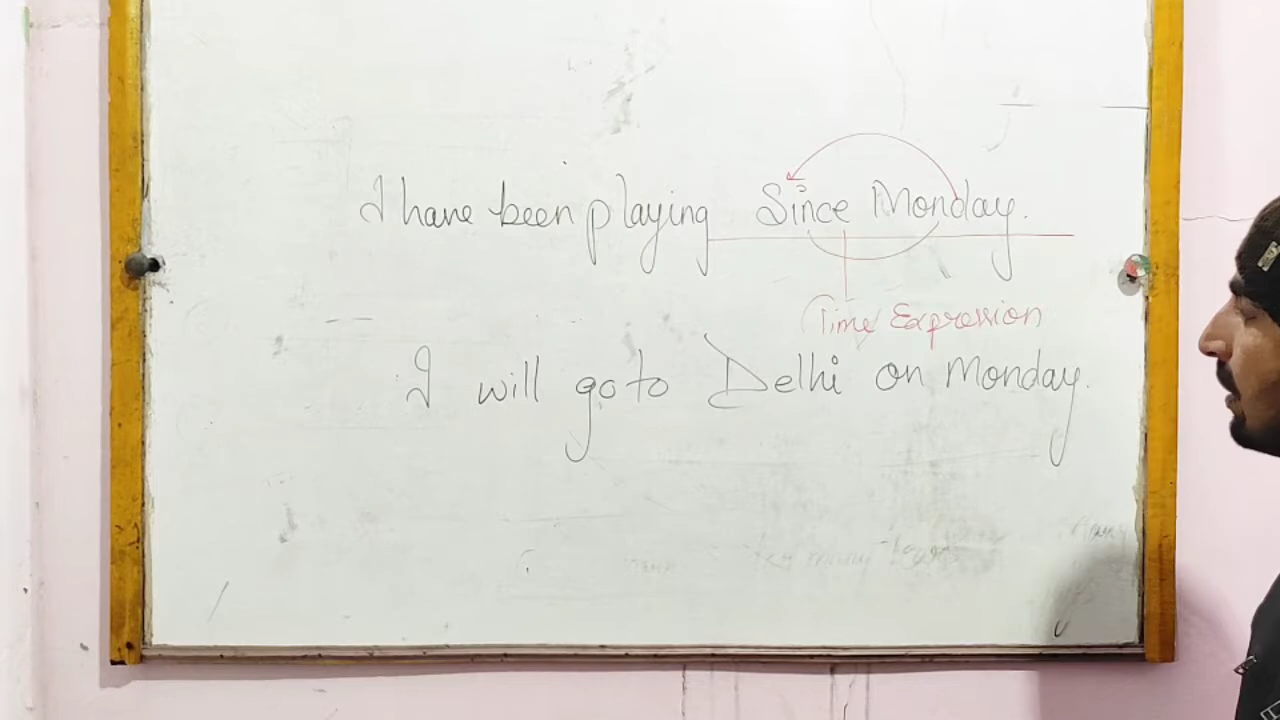 I have been playing Since Monday.
Time Expression
I will go to Delhi on Monday.